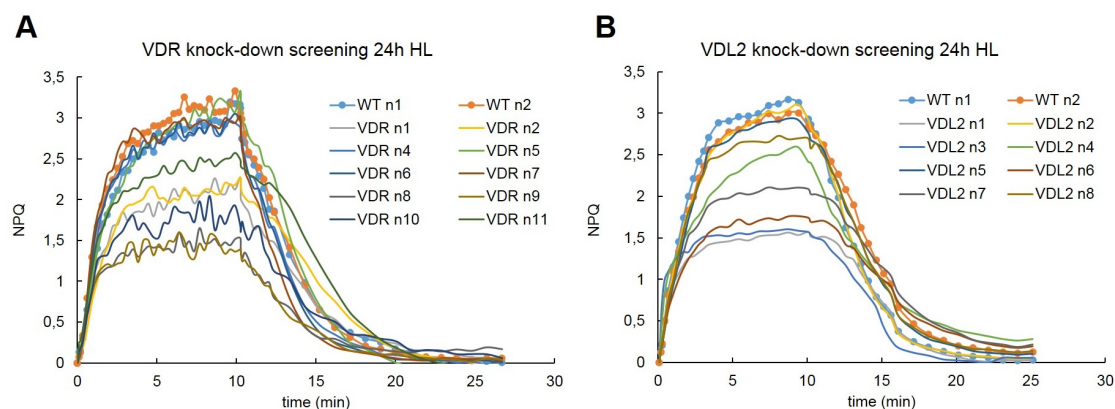 A
VDR knock-down screening 24h HL
NPQ
3,5
3
2,5
2
1,5
1
0,5
0
0 5 10 15 20 25 30
time (min)
WT n1 WT n2
VDR n1 VDR n2
VDR n4 VDR n5
VDR n6 VDR n7
VDR n8 VDR n9
VDR n10 VDR n11
B
VDL2 knock-down screening 24h HL
NPQ
3,5
3
2,5
2
1,5
1
0,5
0
0 5 10 15 20 25 30
time (min)
WT n1 WT n2
VDL2 n1 VDL2 n2
VDL2 n3 VDL2 n4
VDL2 n5 VDL2 n6
VDL2 n7 VDL2 n8